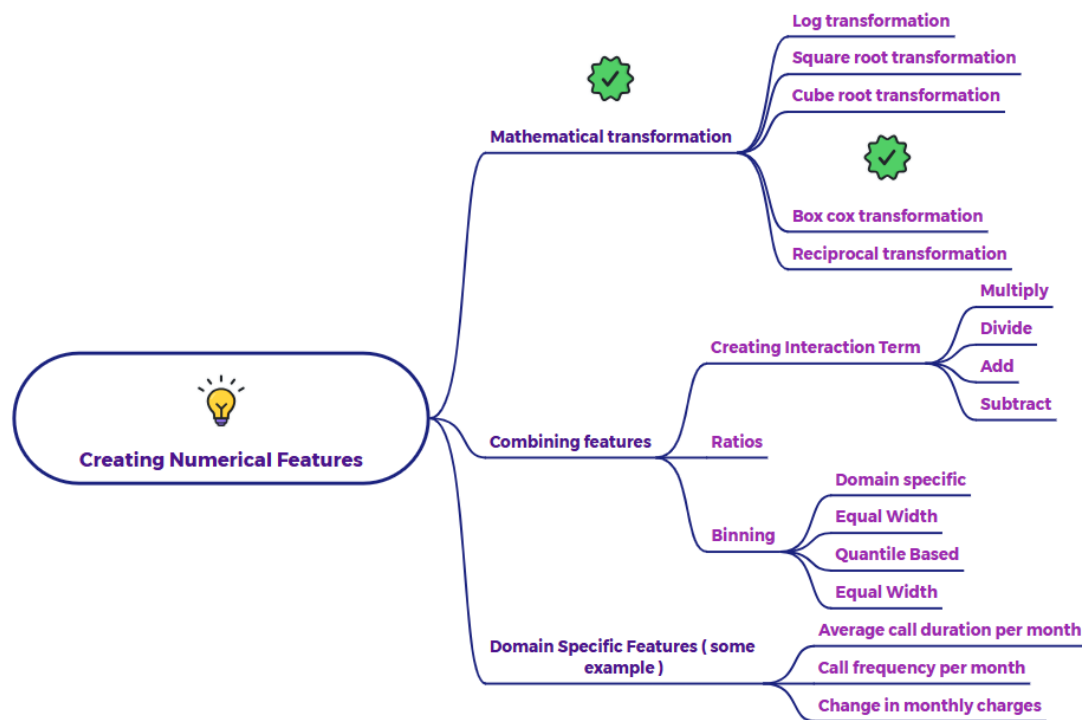 Log transformation
Square root transformation
Cube root transformation
Mathematical transformation
Box cox transformation
Reciprocal transformation
Multiply
Divide
Creating Interaction Term
Add
Subtract
Combining features
Ratios
Creating Numerical Features
Domain specific
Equal Width
Binning
Quantile Based
Equal Width
Domain Specific Features ( some
example )
Average call duration per month
Call frequency per month
Change in monthly charges